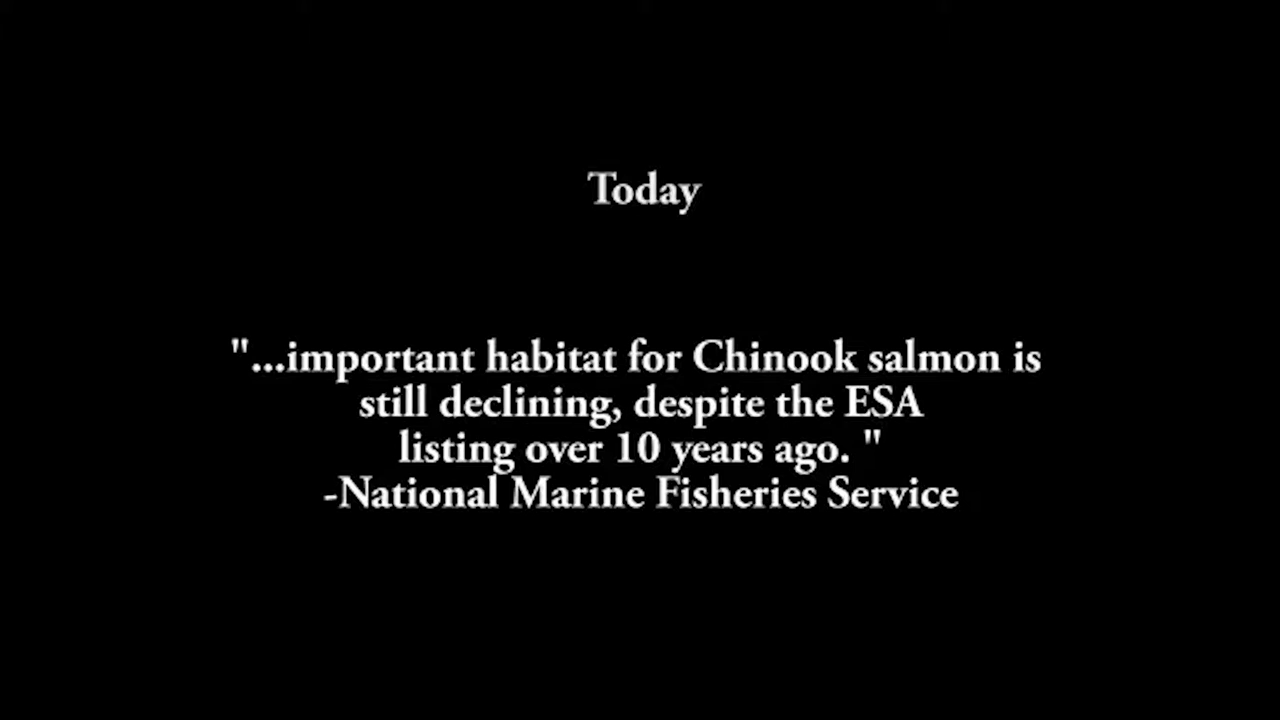 Today
"...important habitat for Chinook salmon is
still declining, despite the ESA
listing over 10 years ago. "
-National Marine Fisheries Service